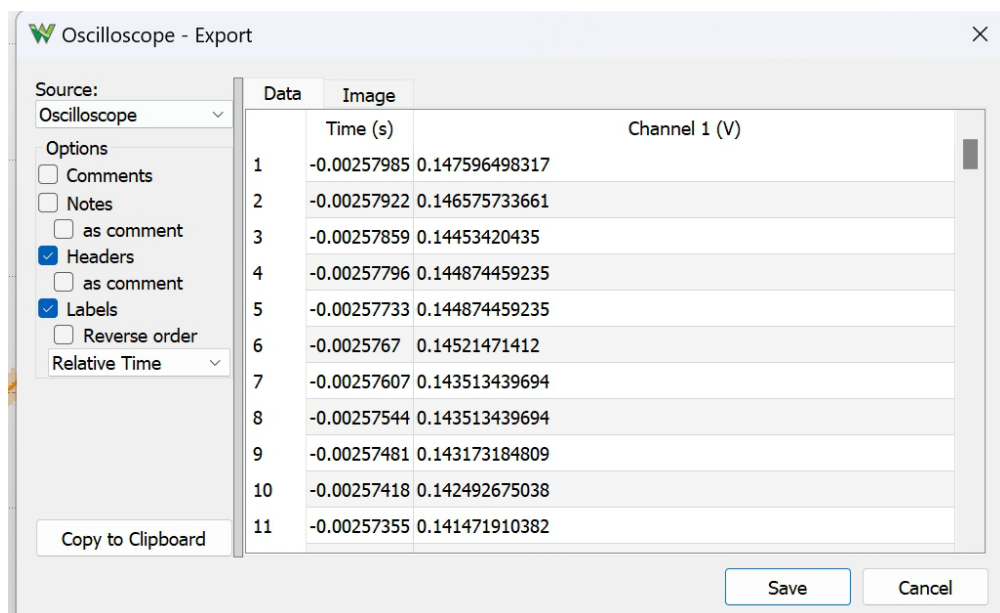 Oscilloscope - Export
Source:
Oscilloscope
Options
Comments
Notes
as comment
Headers
as comment
Labels
Reverse order
Relative Time
Copy to Clipboard
Data Image
Time (s) Channel 1 (V)
1 -0.00257985 0.147596498317
2 -0.00257922 0.146575733661
3 -0.00257859 0.14453420435
4 -0.00257796 0.144874459235
5 -0.00257733 0.144874459235
6 -0.0025767 0.14521471412
7 -0.00257607 0.143513439694
8 -0.00257544 0.143513439694
9 -0.00257481 0.143173184809
10 -0.00257418 0.142492675038
11 -0.00257355 0.141471910382
Save Cancel